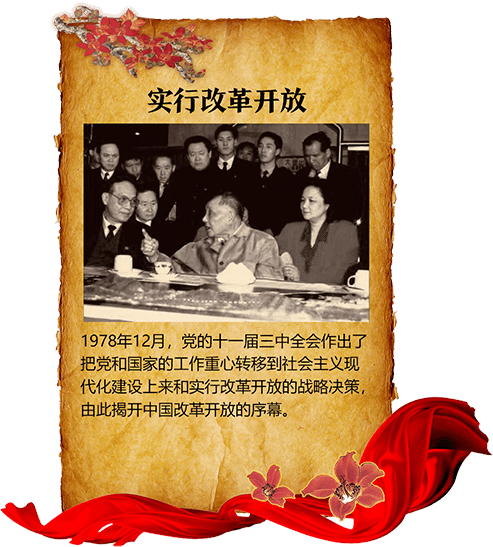 实行改革开放
1978年12月，党的十一届三中全会作出了
把党和国家的工作重心转移到社会主义现
代化建设上来和实行改革开放的战略决策，
由此揭开中国改革开放的序幕。